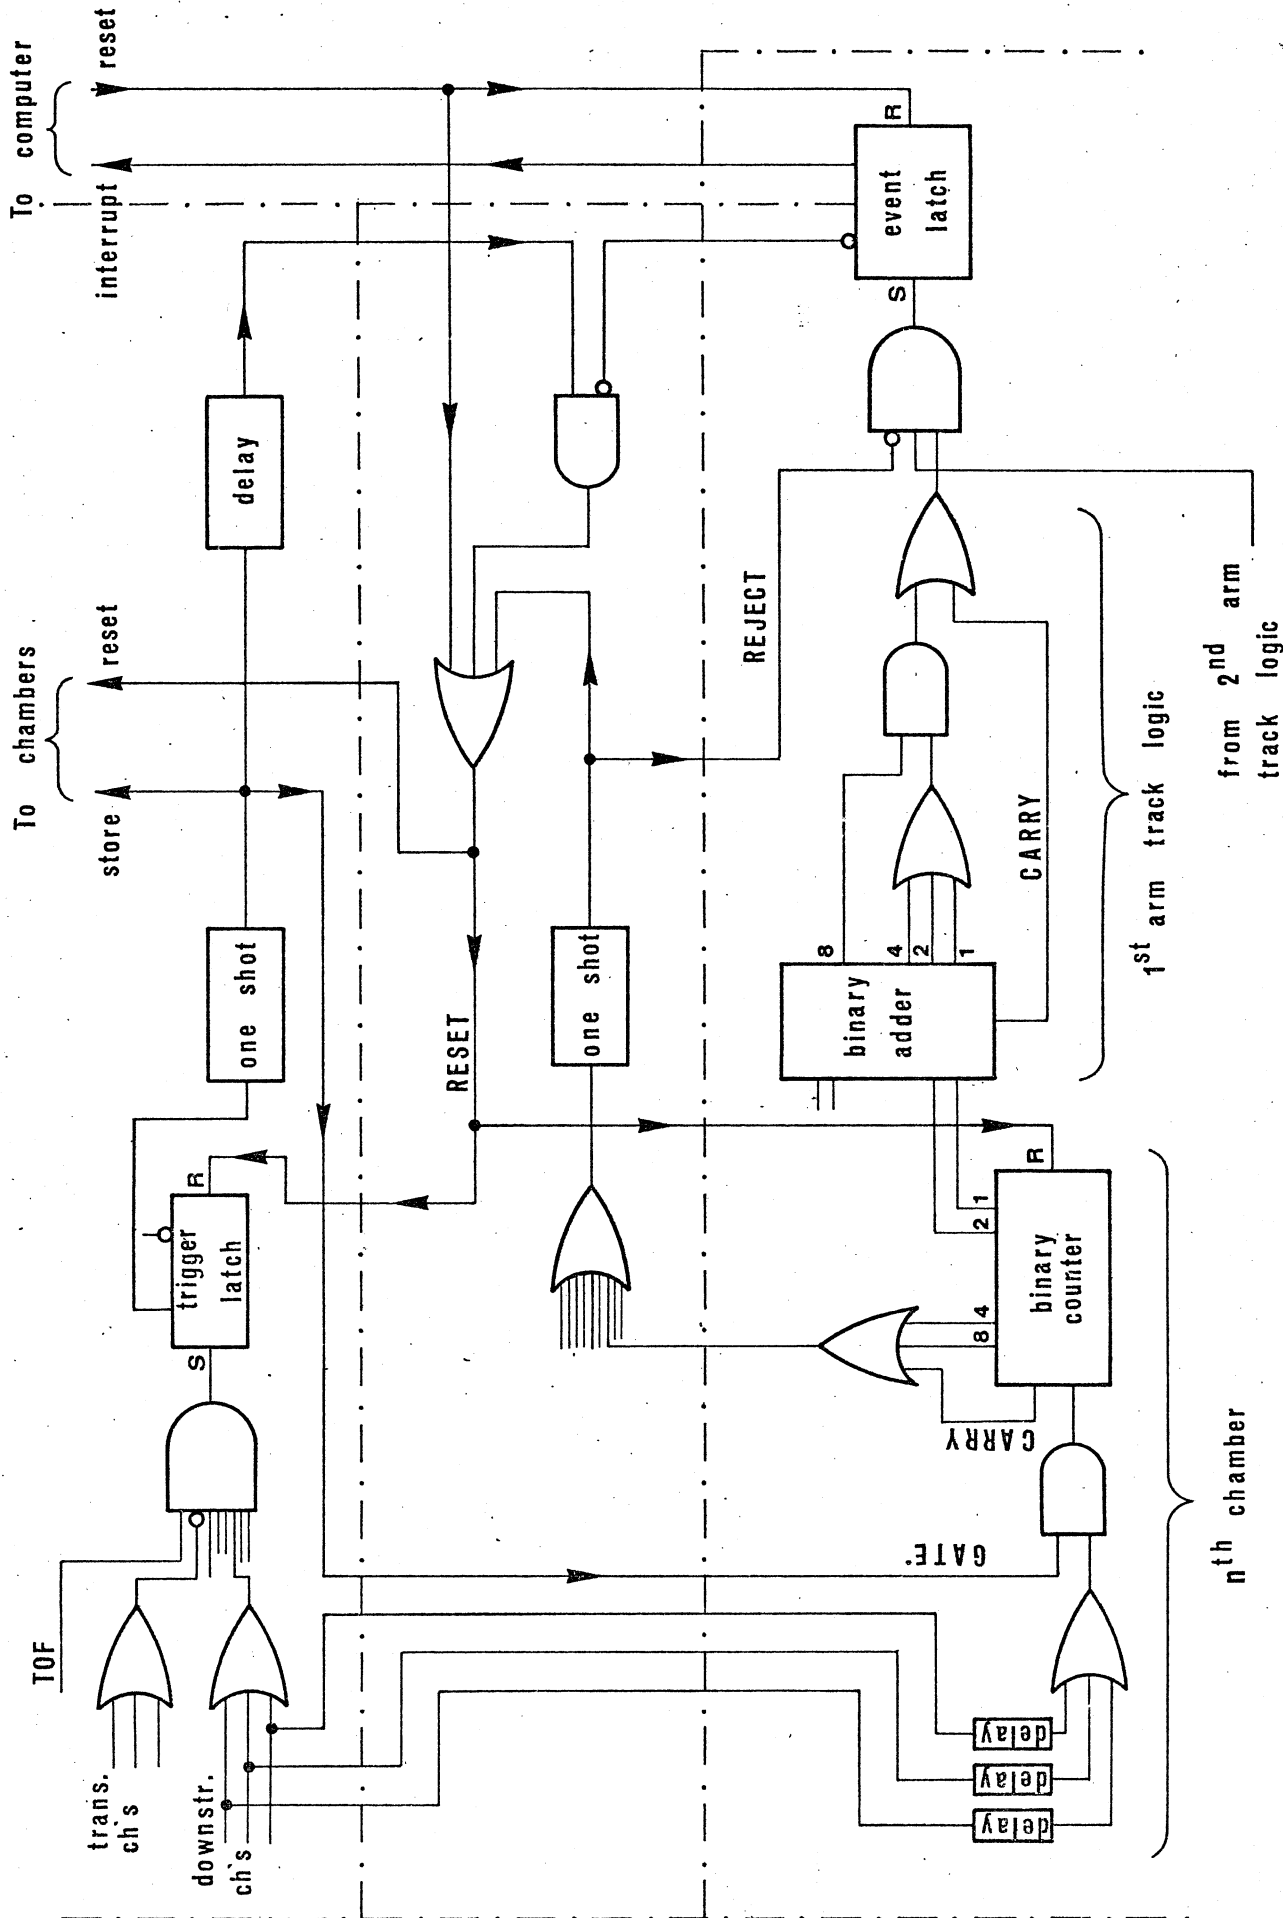 To computer
reset
interrupt
To chambers
reset
store
delay
one shot
trigger
latch
R
S
TOF
trans.
ch's
downstr.
ch's
RESET
one shot
REJECT
event
latch
R
S
binary
adder
8
4
2
1
CARRY
1st arm track logic
from 2nd arm
track logic
binary
counter
R
1
2
4
8
CARRY
GATE'
delay
delay
delay
nth chamber